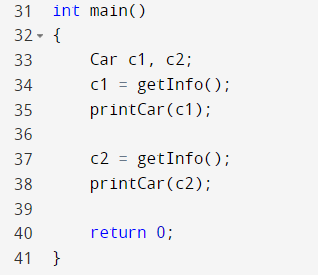 31 int main()
32 {
33     Car c1, c2;
34     c1 = getInfo();
35     printCar(c1);
36
37     c2 = getInfo();
38     printCar(c2);
39
40     return 0;
41 }